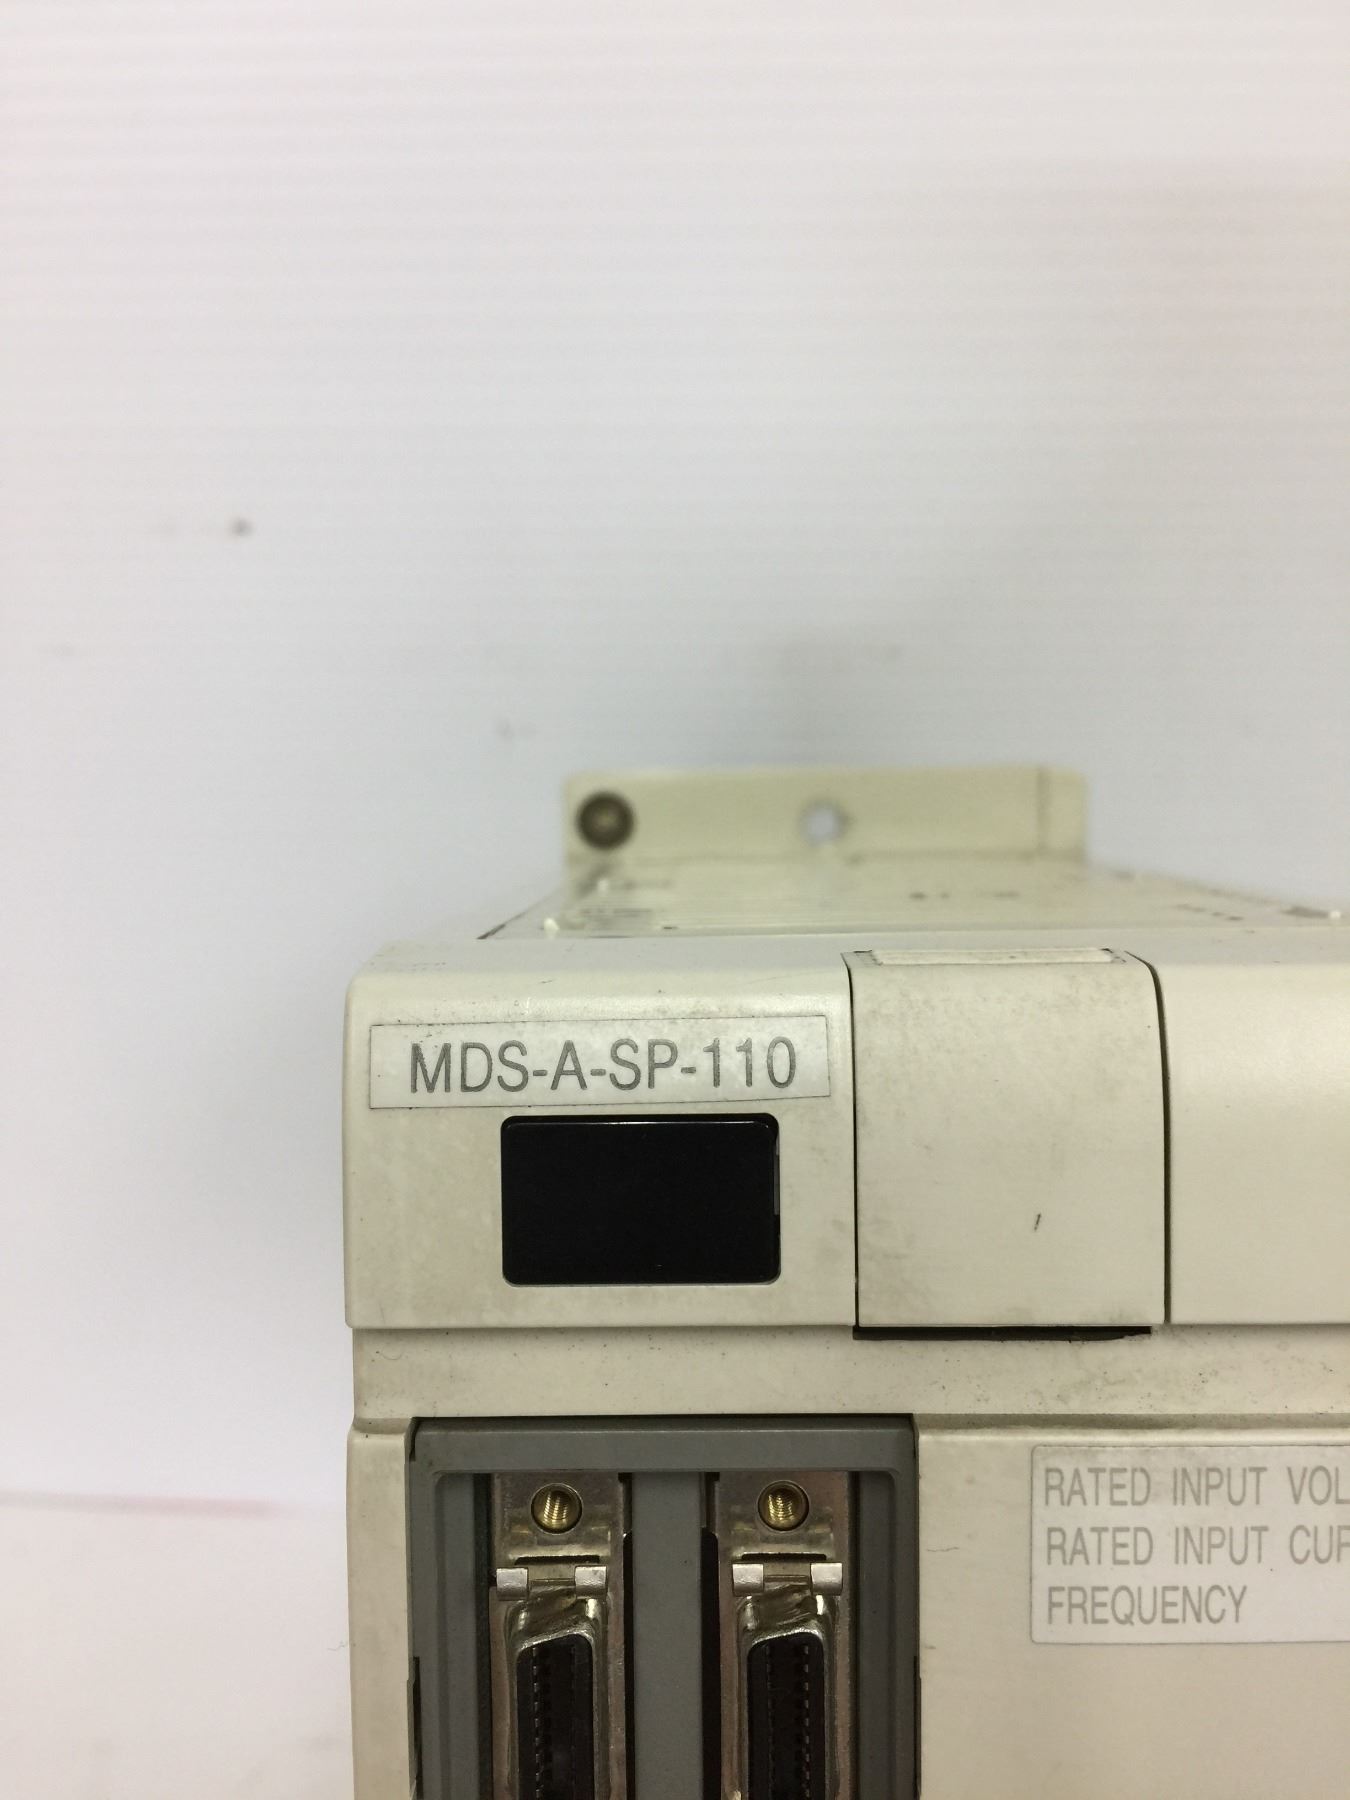 MDS-A-SP-110
RATED INPUT VOL
RATED INPUT CUR
FREQUENCY